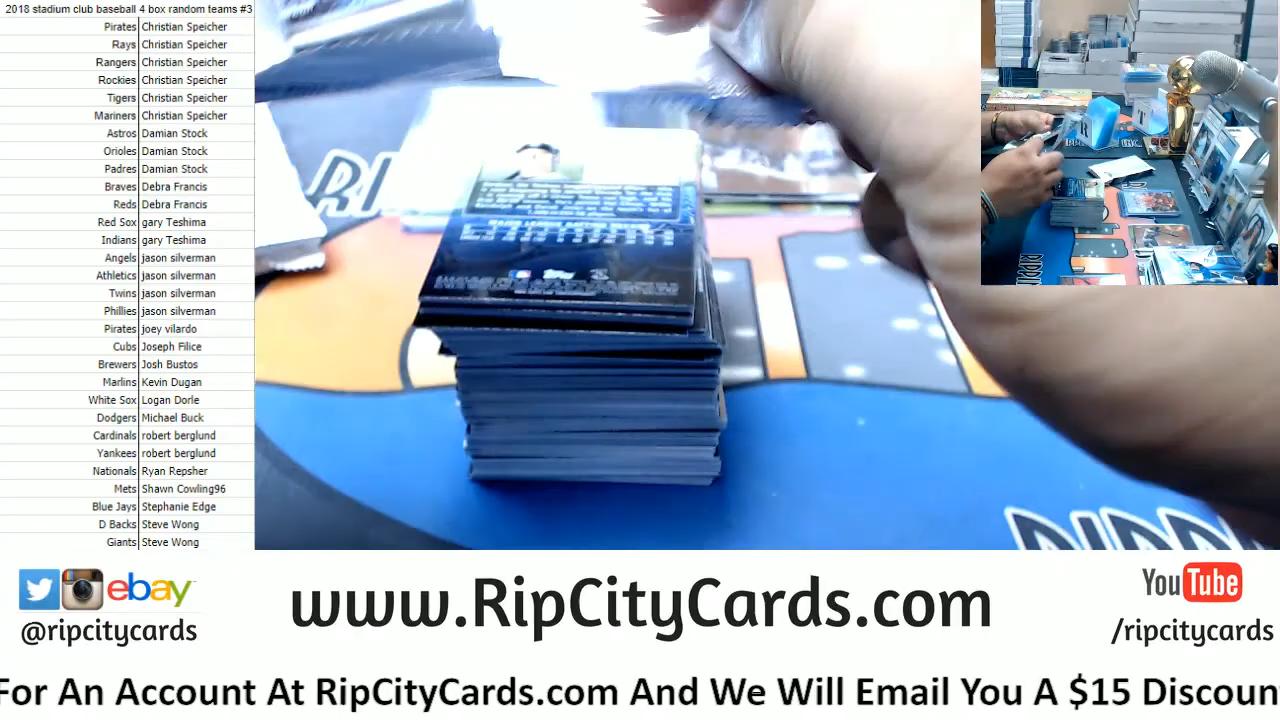 2018 stadium club baseball 4 box random teams #3
Pirates Christian Speicher
Rays Christian Speicher
Rangers Christian Speicher
Rockies Christian Speicher
Tigers Christian Speicher
Mariners Christian Speicher
Astros Damian Stock
Orioles Damian Stock
Padres Damian Stock
Braves Debra Francis
Reds Debra Francis
Red Sox gary Teshima
Indians gary Teshima
Angels jason silverman
Athletics jason silverman
Twins jason silverman
Phillies jason silverman
Pirates joey vilardo
Cubs Joseph Filice
Brewers Josh Bustos
Marlins Kevin Dugan
White Sox Logan Dorle
Dodgers Michael Buck
Cardinals robert berglund
Yankees robert berglund
Nationals Ryan Repsher
Mets Shawn Cowling96
Blue Jays Stephanie Edge
D Backs Steve Wong
Giants Steve Wong
RI
topps
ebay
@ripcitycards
www.RipCityCards.com
YouTube
/ripcitycards
For An Account At RipCityCards.com And We Will Email You A $15 Discoun